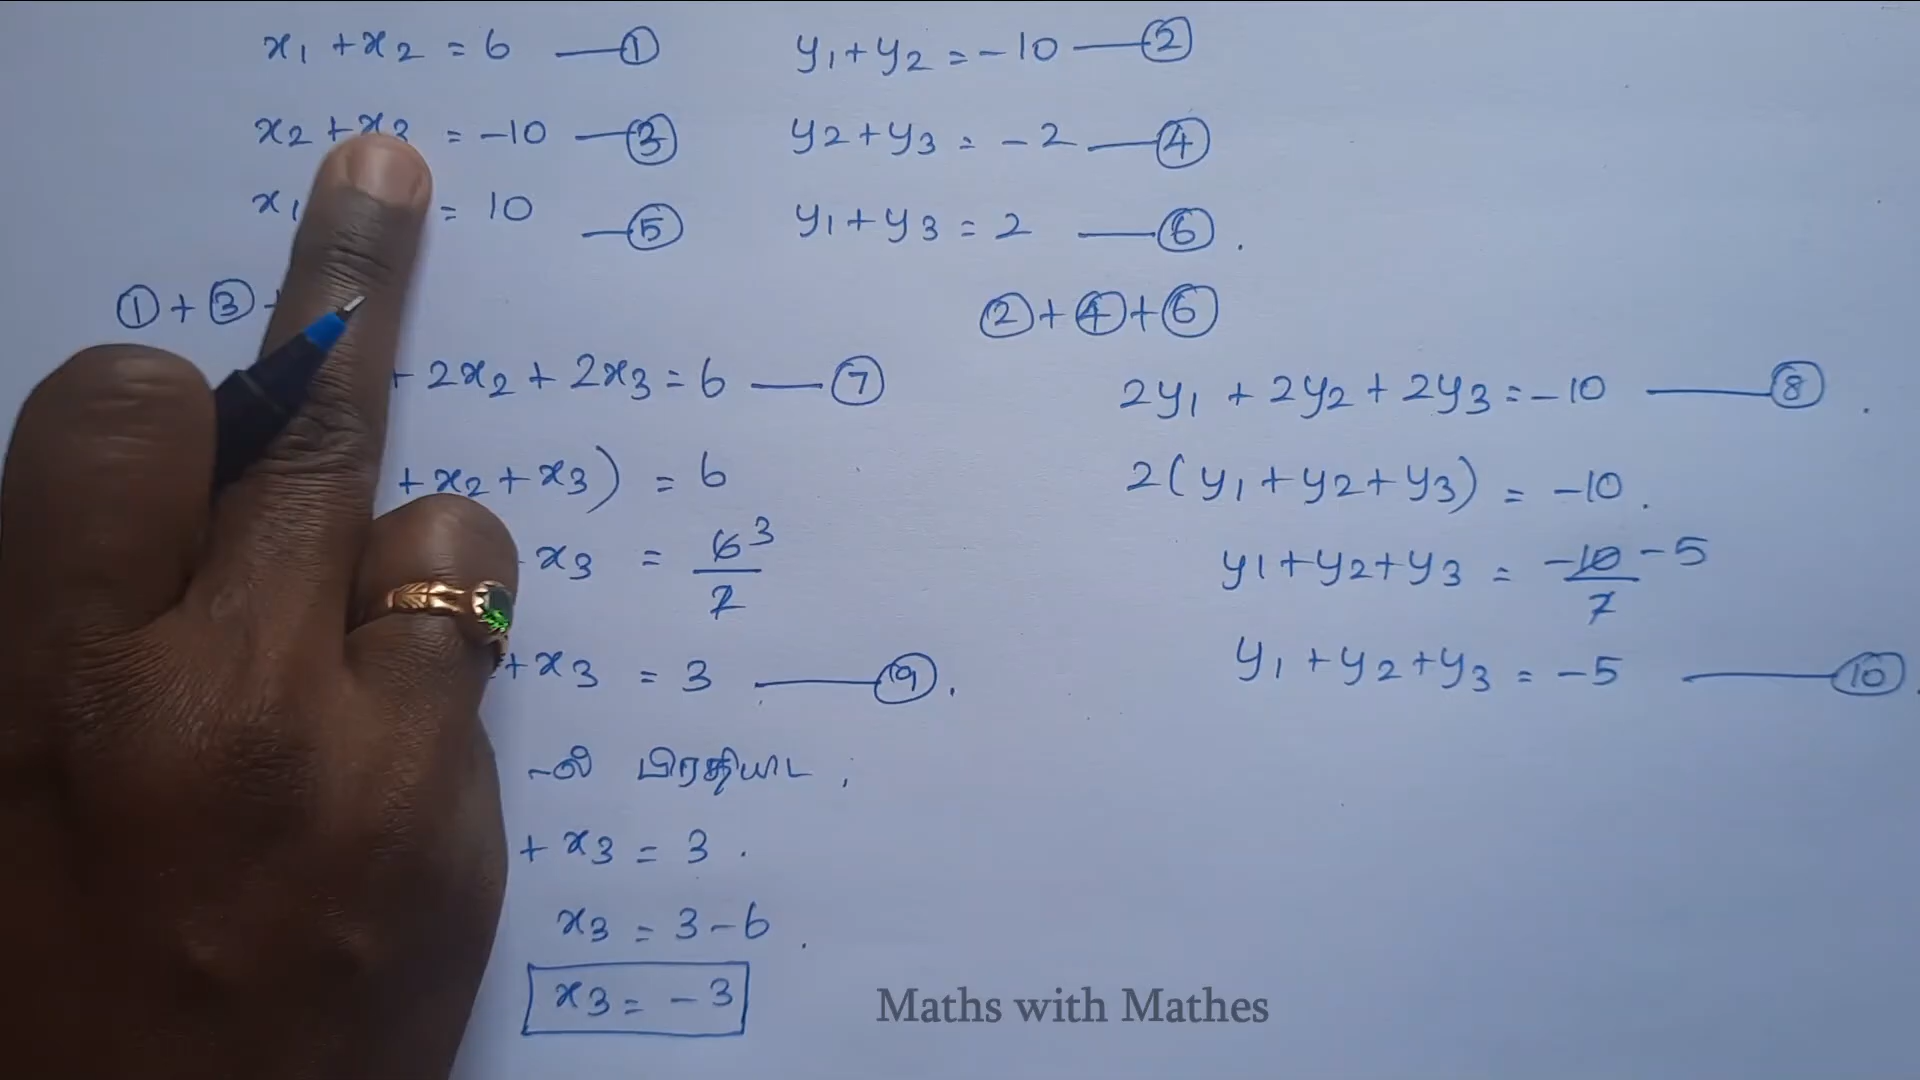 x1 + x2 = 6 —— ① y1 + y2 = -10 —— ②
x2 + x3 = -10 —— ③ y2 + y3 = -2 —— ④
x1 = 10 —— ⑤ y1 + y3 = 2 —— ⑥ .
① + ③ + ② + ④ + ⑥
+ 2x2 + 2x3 = 6 —— ⑦ 2y1 + 2y2 + 2y3 = -10 —— ⑧ .
+ x2 + x3) = 6 2(y1 + y2 + y3) = -10 .
x3 = 6/2 3 y1 + y2 + y3 = -10/2 -5
+ x3 = 3 —— ⑨ . y1 + y2 + y3 = -5 —— ⑩ .
-ல் பிரதியிட ,
+ x3 = 3 .
x3 = 3 - 6 .
x3 = -3
Maths with Mathes